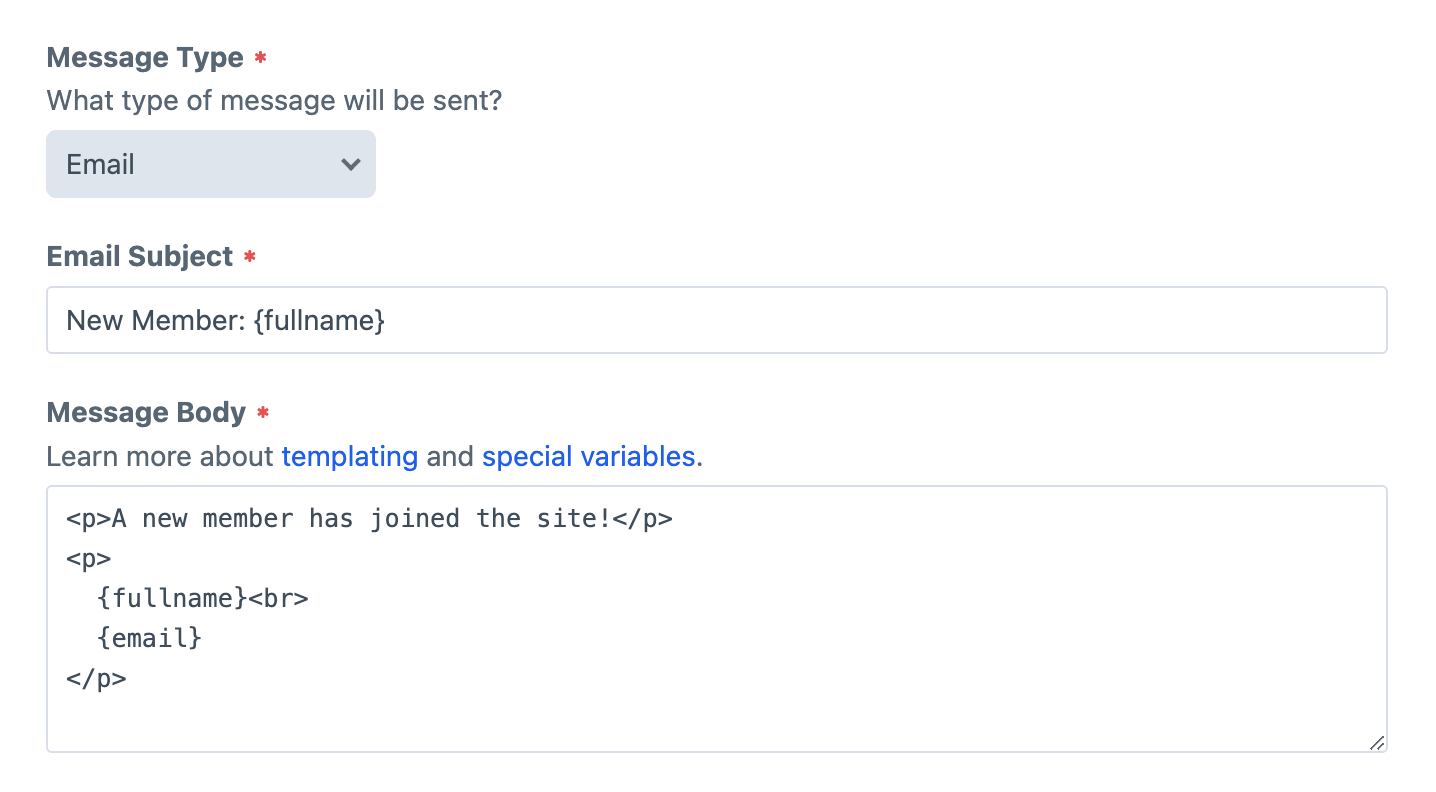 Message Type *
What type of message will be sent?
Email
Email Subject *
New Member: {fullname}
Message Body *
Learn more about templating and special variables.
<p>A new member has joined the site!</p>
<p>
  {fullname}<br>
  {email}
</p>